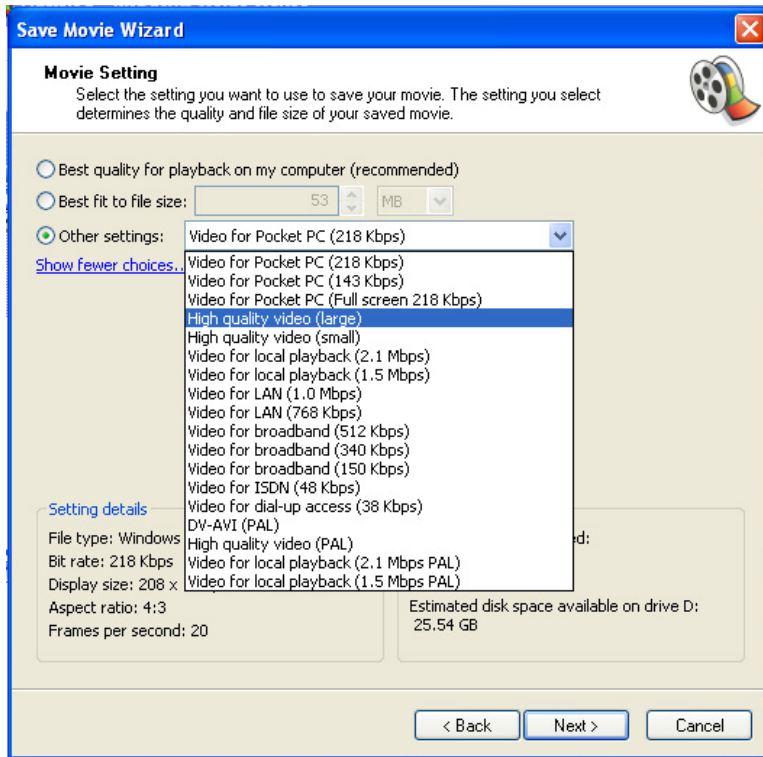 Save Movie Wizard
Movie Setting
Select the setting you want to use to save your movie. The setting you select
determines the quality and file size of your saved movie.
Best quality for playback on my computer (recommended)
Best fit to file size: 53 MB
Other settings: Video for Pocket PC (218 Kbps)
Show fewer choices..
Video for Pocket PC (218 Kbps)
Video for Pocket PC (143 Kbps)
Video for Pocket PC (Full screen 218 Kbps)
High quality video (large)
High quality video (small)
Video for local playback (2.1 Mbps)
Video for local playback (1.5 Mbps)
Video for LAN (1.0 Mbps)
Video for LAN (768 Kbps)
Video for broadband (512 Kbps)
Video for broadband (340 Kbps)
Video for broadband (150 Kbps)
Video for ISDN (48 Kbps)
Video for dial-up access (38 Kbps)
DV-AVI (PAL)
High quality video (PAL)
Video for local playback (2.1 Mbps PAL)
Video for local playback (1.5 Mbps PAL)
Setting details
File type: Windows
Bit rate: 218 Kbps
Display size: 208 x
Aspect ratio: 4:3
Frames per second: 20
ed:
Estimated disk space available on drive D:
25.54 GB
< Back
Next >
Cancel